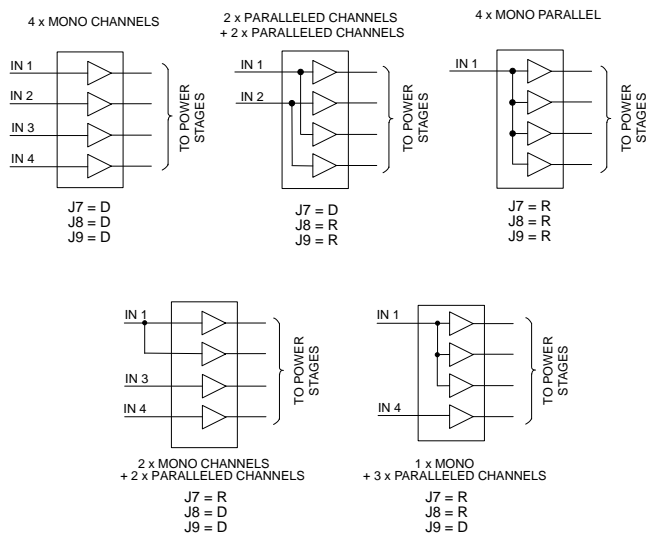 4 x MONO CHANNELS
IN 1
IN 2
IN 3
IN 4
TO POWER
STAGES
J7 = D
J8 = D
J9 = D
2 x PARALLELED CHANNELS
+ 2 x PARALLELED CHANNELS
IN 1
IN 2
TO POWER
STAGES
J7 = D
J8 = R
J9 = R
4 x MONO PARALLEL
IN 1
TO POWER
STAGES
J7 = R
J8 = R
J9 = R
IN 1
IN 3
IN 4
TO POWER
STAGES
2 x MONO CHANNELS
+ 2 x PARALLELED CHANNELS
J7 = R
J8 = D
J9 = D
IN 1
IN 4
TO POWER
STAGES
1 x MONO
+ 3 x PARALLELED CHANNELS
J7 = R
J8 = R
J9 = D